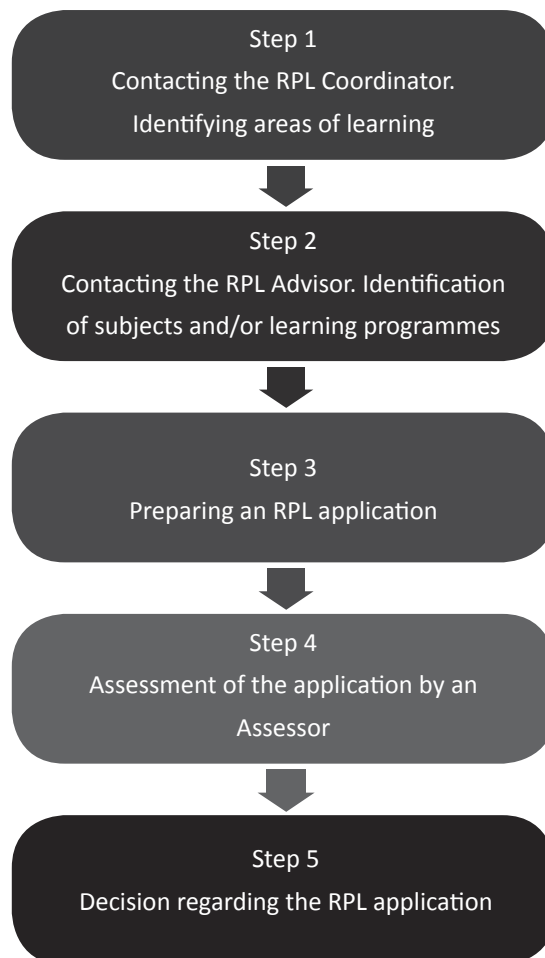 Step 1
Contacting the RPL Coordinator.
Identifying areas of learning
Step 2
Contacting the RPL Advisor. Identification
of subjects and/or learning programmes
Step 3
Preparing an RPL application
Step 4
Assessment of the application by an
Assessor
Step 5
Decision regarding the RPL application